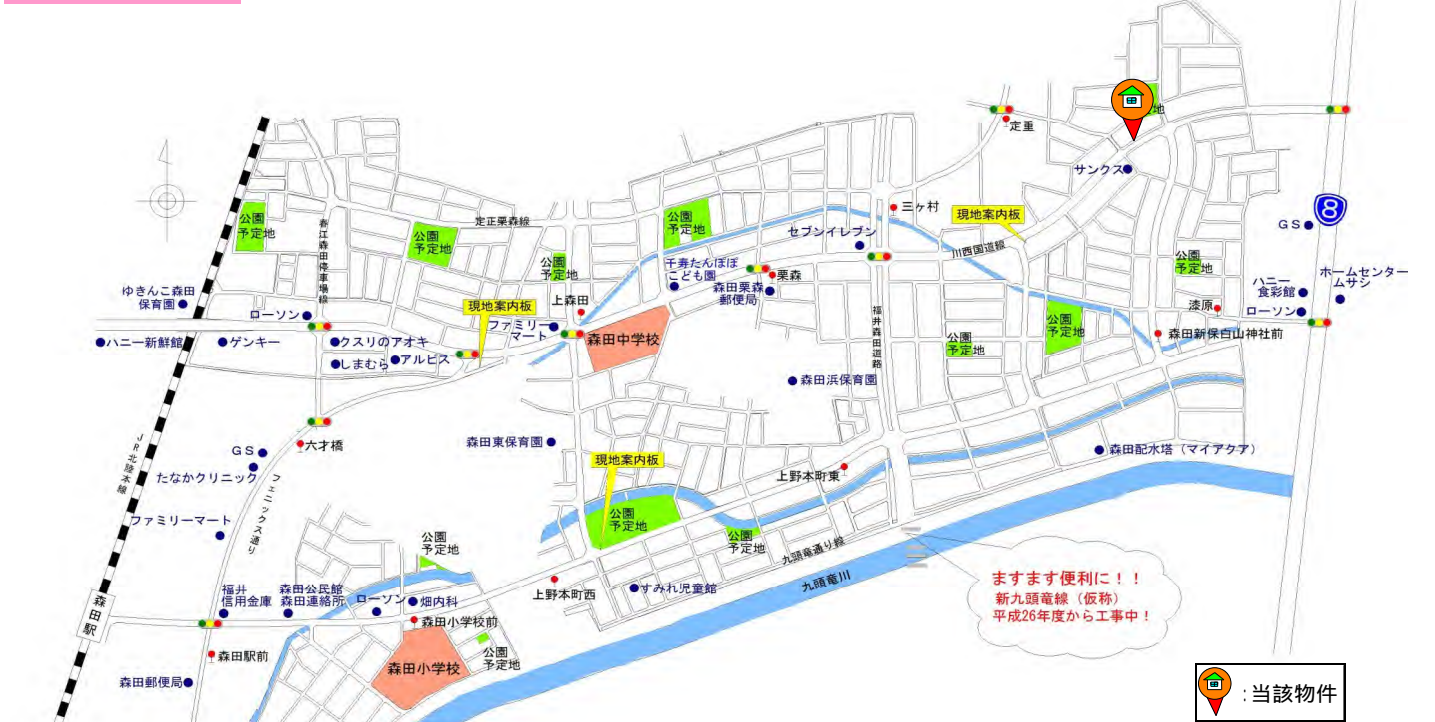 定重
地
サンクス
8
三ヶ村
現地案内板
GS
公園
予定地
定正栗森線
春江森田停車場線
公園
予定地
公園
予定地
セブンイレブン
川西国道線
公園
予定地
千寿たんぽぽ
こども園
栗森
森田栗森
郵便局
公園
予定地
ホームセンター
ムサシ
ハニー
食彩館
ローソン
漆原
ゆきんこ森田
保育園
ローソン
現地案内板
上森田
ファミリー
マート
森田中学校
福井森田道路
公園
予定地
公園
予定地
森田新保白山神社前
ハニー新鮮館
ゲンキー
クスリのアオキ
しまむら
アルビス
森田浜保育園
六才橋
GS
たなかクリニック
JR北陸本線
フェニックス通り
ファミリーマート
森田東保育園
現地案内板
上野本町東
森田配水塔（マイアクア）
公園
予定地
公園
予定地
公園
予定地
九頭竜通り線
九頭竜川
ますます便利に！！
新九頭竜線（仮称）
平成26年度から工事中！
上野本町西
すみれ児童館
福井
信用金庫
森田公民館
森田連絡所
ローソン
畑内科
森田小学校前
森田駅
森田駅前
森田小学校
公園
予定地
森田郵便局
：当該物件